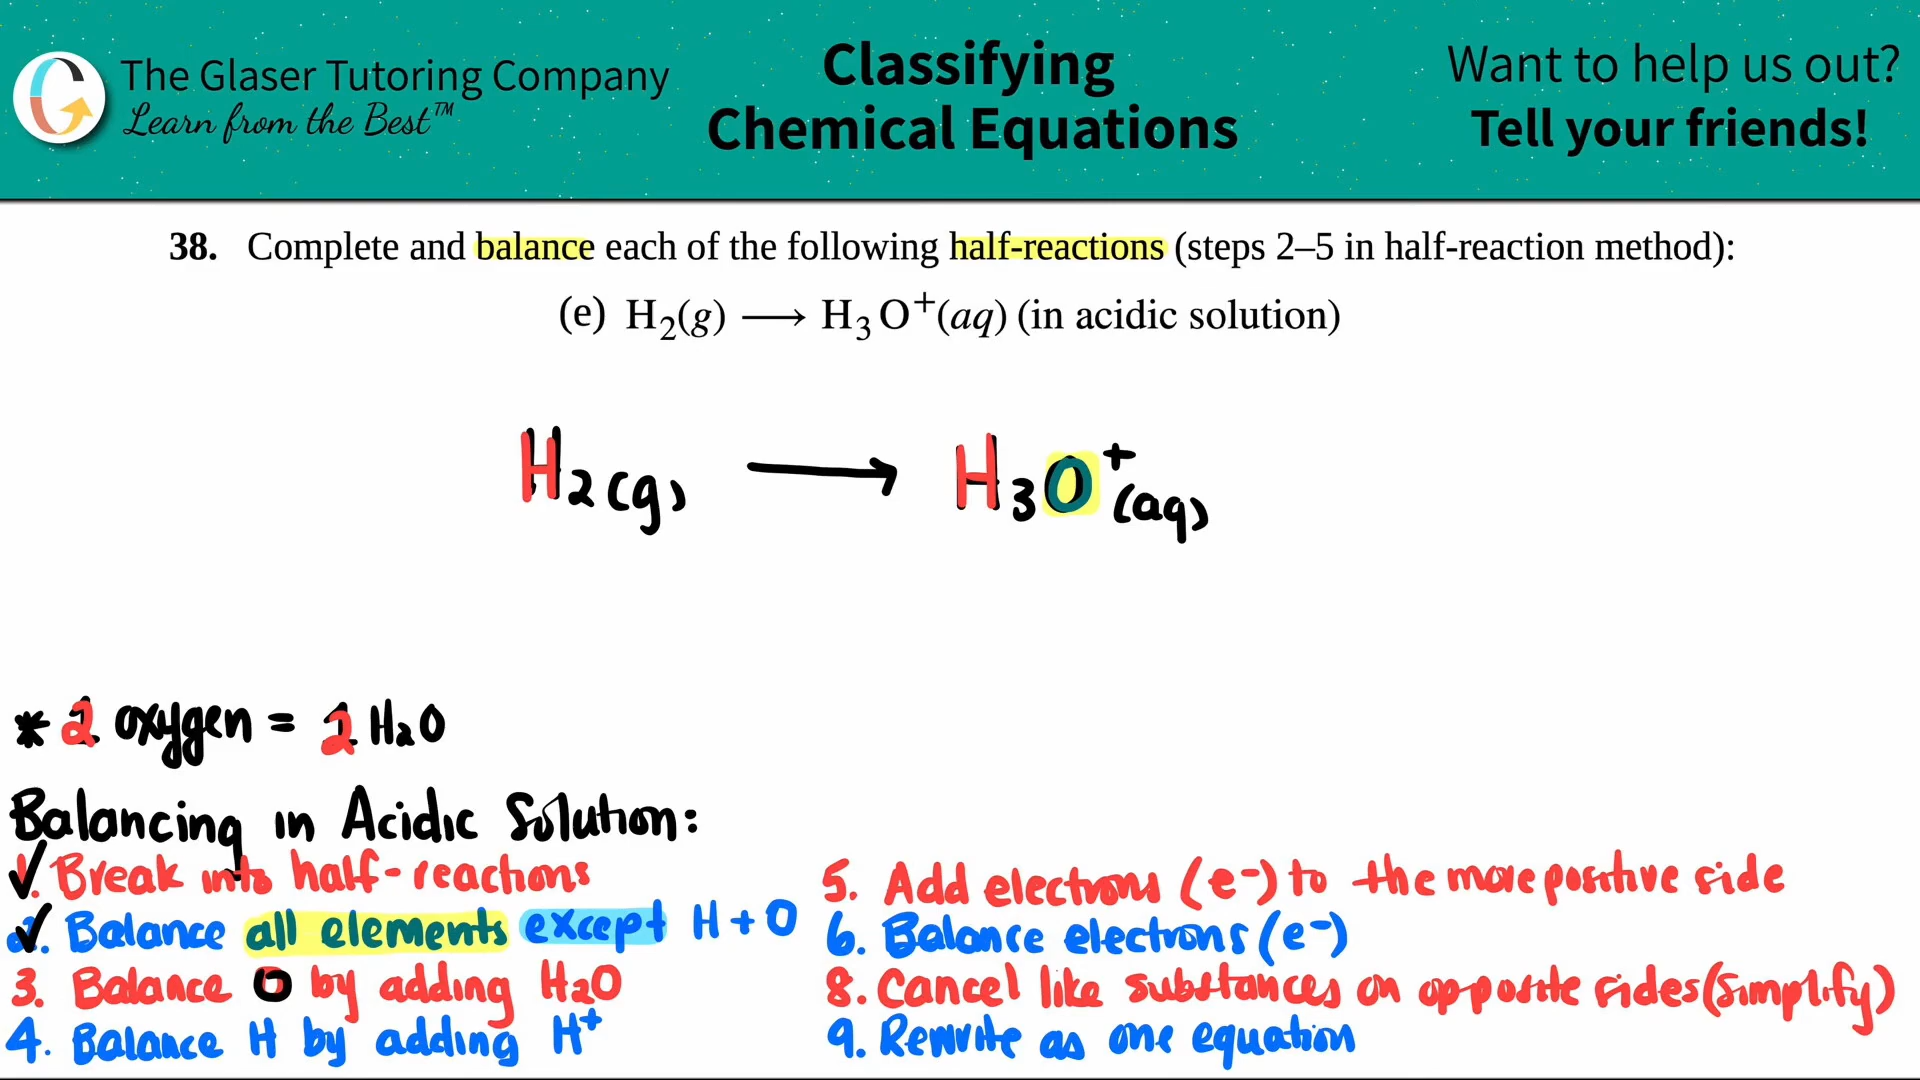 The Glaser Tutoring Company
Learn from the Best™
Classifying
Chemical Equations
Want to help us out?
Tell your friends!
38. Complete and balance each of the following half-reactions (steps 2–5 in half-reaction method):
(e) H₂(g) ⟶ H₃O⁺(aq) (in acidic solution)
H₂(g) ⟶ H₃O⁺(aq)
* 2 oxygen = 2 H₂O
Balancing in Acidic Solution:
1. Break into half-reactions
2. Balance all elements except H + O
3. Balance O by adding H₂O
4. Balance H by adding H⁺
5. Add electrons (e⁻) to the more positive side
6. Balance electrons (e⁻)
8. Cancel like substances on opposite sides (simplify)
9. Rewrite as one equation